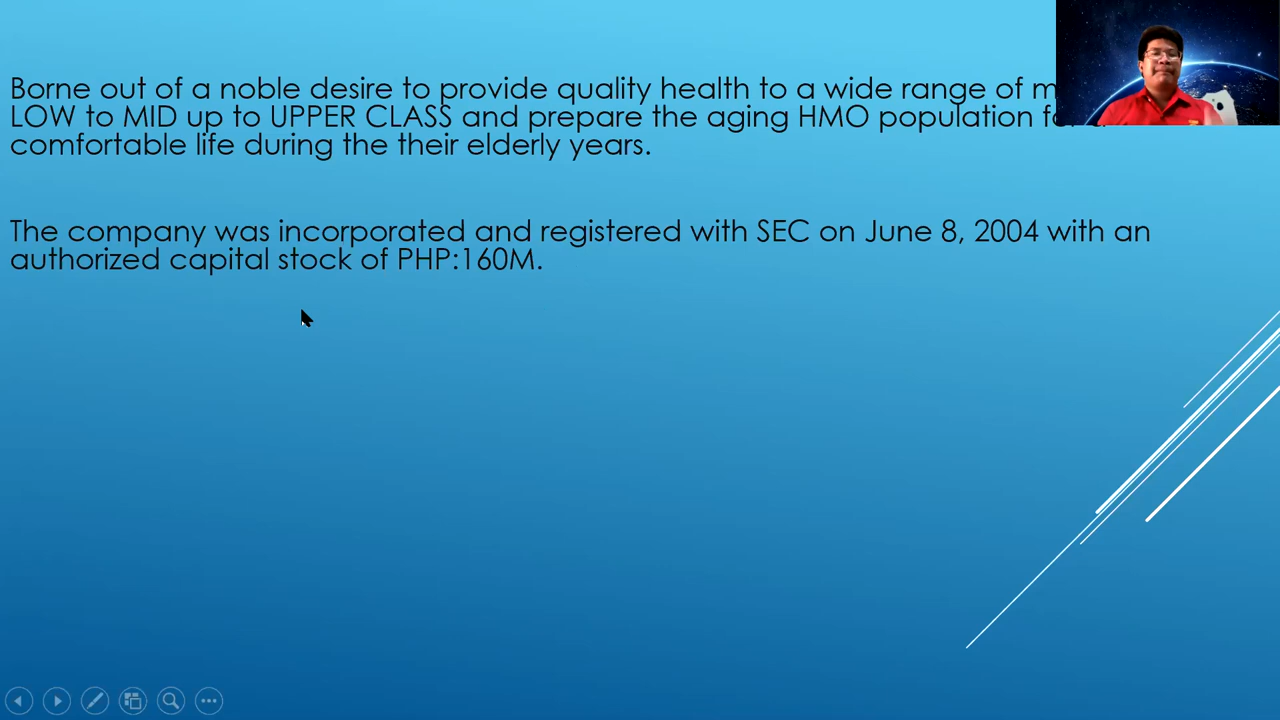 Borne out of a noble desire to provide quality health to a wide range of
LOW to MID up to UPPER CLASS and prepare the aging HMO population
comfortable life during the their elderly years.
The company was incorporated and registered with SEC on June 8, 2004 with an
authorized capital stock of PHP:160M.